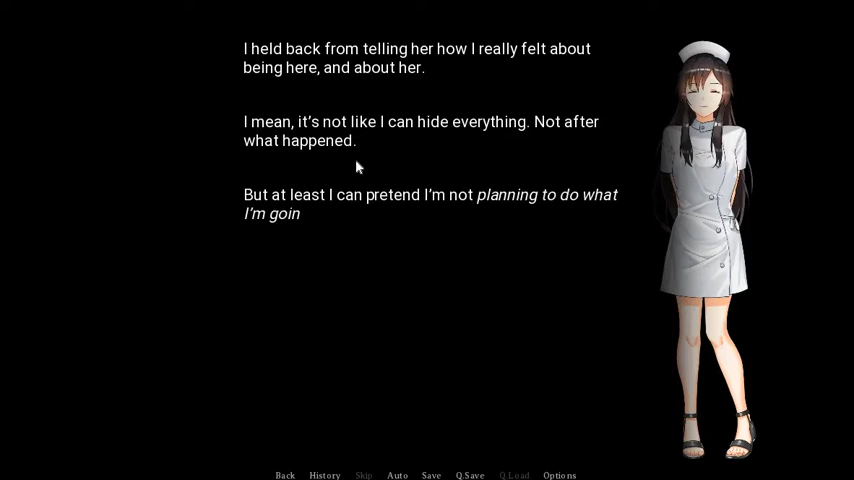 I held back from telling her how I really felt about
being here, and about her.
I mean, it's not like I can hide everything. Not after
what happened.
But at least I can pretend I'm not planning to do what
I'm goin
Back History Skip Auto Save Q.Save Q.Load Options